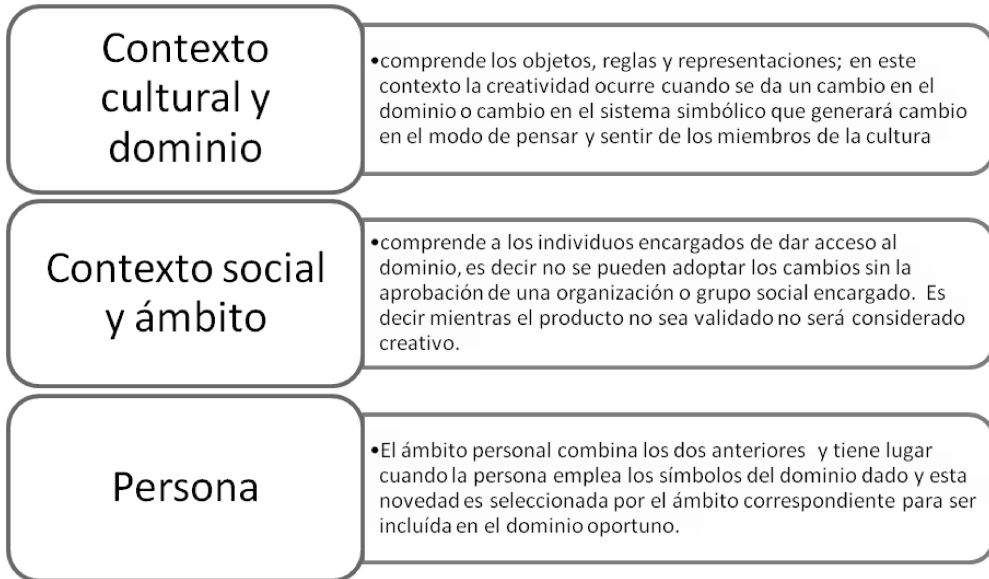 Contexto
cultural y
dominio
•comprende los objetos, reglas y representaciones; en este
contexto la creatividad ocurre cuando se da un cambio en el
dominio o cambio en el sistema simbólico que generará cambio
en el modo de pensar y sentir de los miembros de la cultura
Contexto social
y ámbito
•comprende a los individuos encargados de dar acceso al
dominio, es decir no se pueden adoptar los cambios sin la
aprobación de una organización o grupo social encargado. Es
decir mientras el producto no sea validado no será considerado
creativo.
Persona
•El ámbito personal combina los dos anteriores y tiene lugar
cuando la persona emplea los símbolos del dominio dado y esta
novedad es seleccionada por el ámbito correspondiente para ser
incluída en el dominio oportuno.